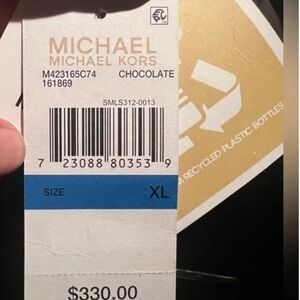 MICHAEL
MICHAEL KORS
M423165C74 CHOCOLATE
161869
SMLS312-0013
7 23088 80353 9
SIZE XL
$330.00
RECYCLED PLASTIC BOTTLES